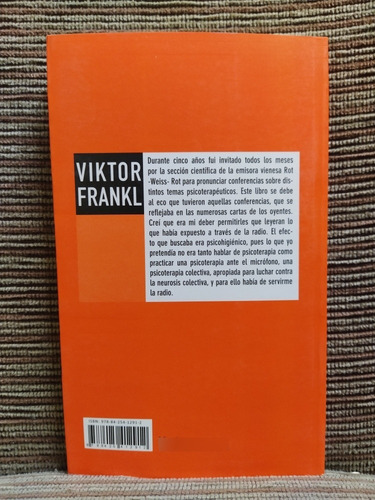 VIKTOR
FRANKL
Durante cinco años fui invitado todos los meses
por la sección científica de la emisora vienesa Rot
-Weiss- Rot para pronunciar conferencias sobre dis-
tintos temas psicoterapéuticos. Este libro se debe
al eco que tuvieron aquellas conferencias, que se
reflejaba en las numerosas cartas de los oyentes.
Creí que era mi deber permitirles que leyeran lo
que había expuesto a través de la radio. El efec-
to que buscaba era psicohigiénico, pues lo que yo
pretendía no era tanto hablar de psicoterapia como
practicar una psicoterapia ante el micrófono, una
psicoterapia colectiva, apropiada para luchar contra
la neurosis colectiva, y para ello había de servirme
la radio.